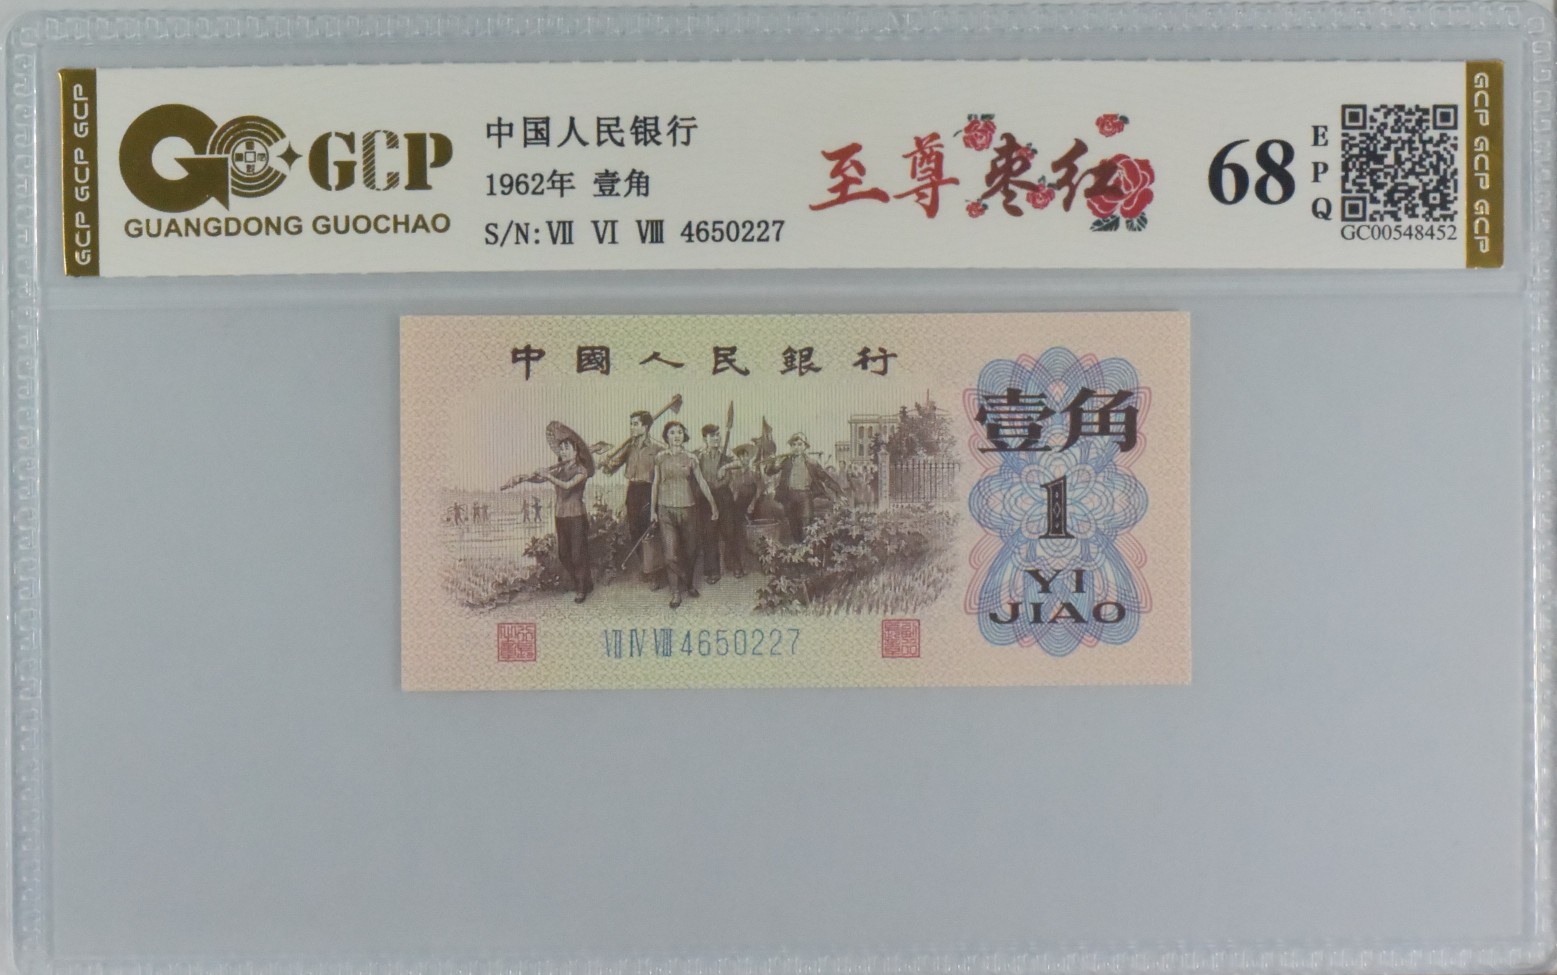 GCP GCP GCP
GCP
GUANGDONG GUOCHAO
中国人民银行
1962年 壹角
S/N: Ⅶ Ⅵ Ⅷ 4650227
至尊枣红
68
EPQ
GC00548452
GCP GCP GCP
中國人民銀行
壹角
1
YI
JIAO
Ⅶ Ⅳ Ⅷ 4650227